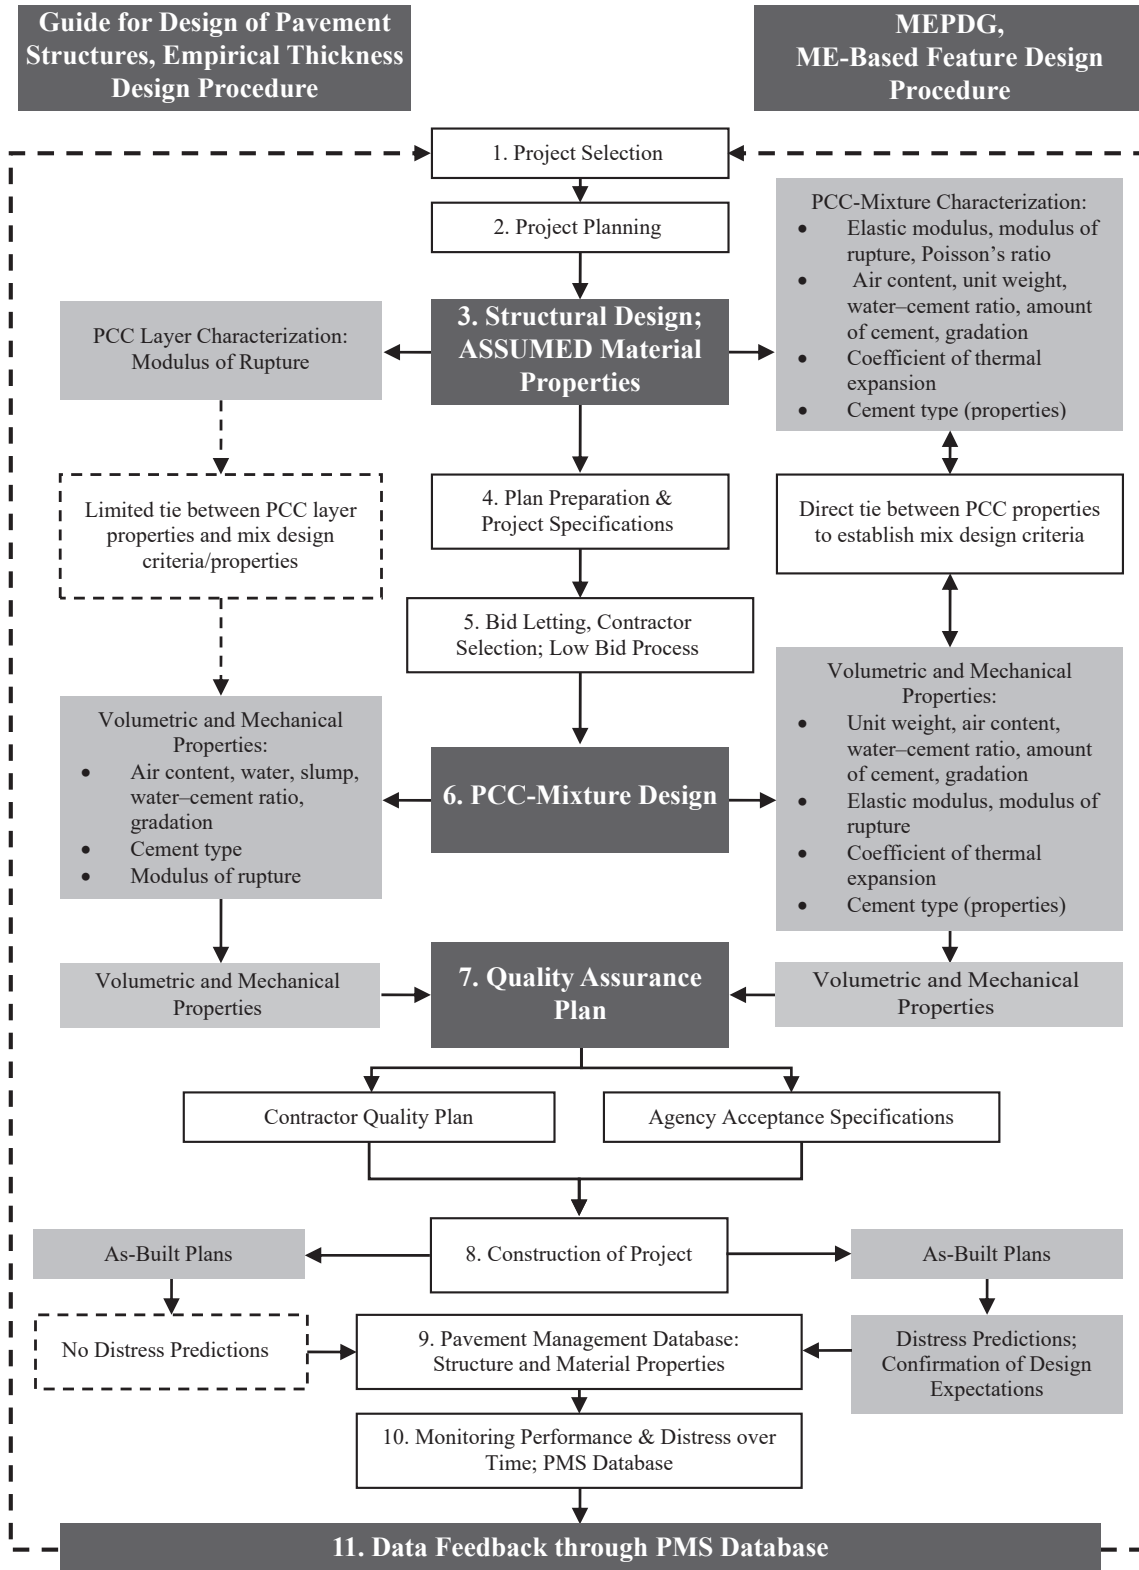 Guide for Design of Pavement
Structures, Empirical Thickness
Design Procedure
MEPDG,
ME-Based Feature Design
Procedure
1. Project Selection
2. Project Planning
PCC Layer Characterization:
Modulus of Rupture
3. Structural Design;
ASSUMED Material
Properties
PCC-Mixture Characterization:
• Elastic modulus, modulus of
rupture, Poisson’s ratio
• Air content, unit weight,
water–cement ratio, amount
of cement, gradation
• Coefficient of thermal
expansion
• Cement type (properties)
Limited tie between PCC layer
properties and mix design
criteria/properties
4. Plan Preparation &
Project Specifications
Direct tie between PCC properties
to establish mix design criteria
5. Bid Letting, Contractor
Selection; Low Bid Process
Volumetric and Mechanical
Properties:
• Air content, water, slump,
water–cement ratio,
gradation
• Cement type
• Modulus of rupture
6. PCC-Mixture Design
Volumetric and Mechanical
Properties:
• Unit weight, air content,
water–cement ratio, amount
of cement, gradation
• Elastic modulus, modulus of
rupture
• Coefficient of thermal
expansion
• Cement type (properties)
Volumetric and Mechanical
Properties
7. Quality Assurance
Plan
Volumetric and Mechanical
Properties
Contractor Quality Plan
Agency Acceptance Specifications
As-Built Plans
8. Construction of Project
As-Built Plans
No Distress Predictions
9. Pavement Management Database:
Structure and Material Properties
Distress Predictions;
Confirmation of Design
Expectations
10. Monitoring Performance & Distress over
Time; PMS Database
11. Data Feedback through PMS Database